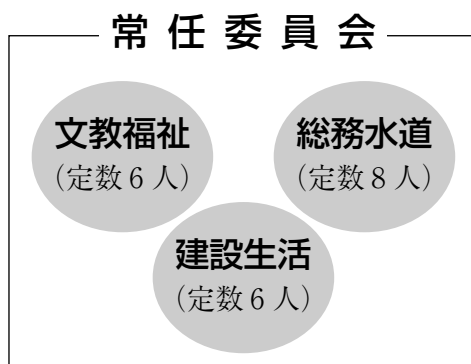 常任委員会
文教福祉
(定数6人)
総務水道
(定数8人)
建設生活
(定数6人)